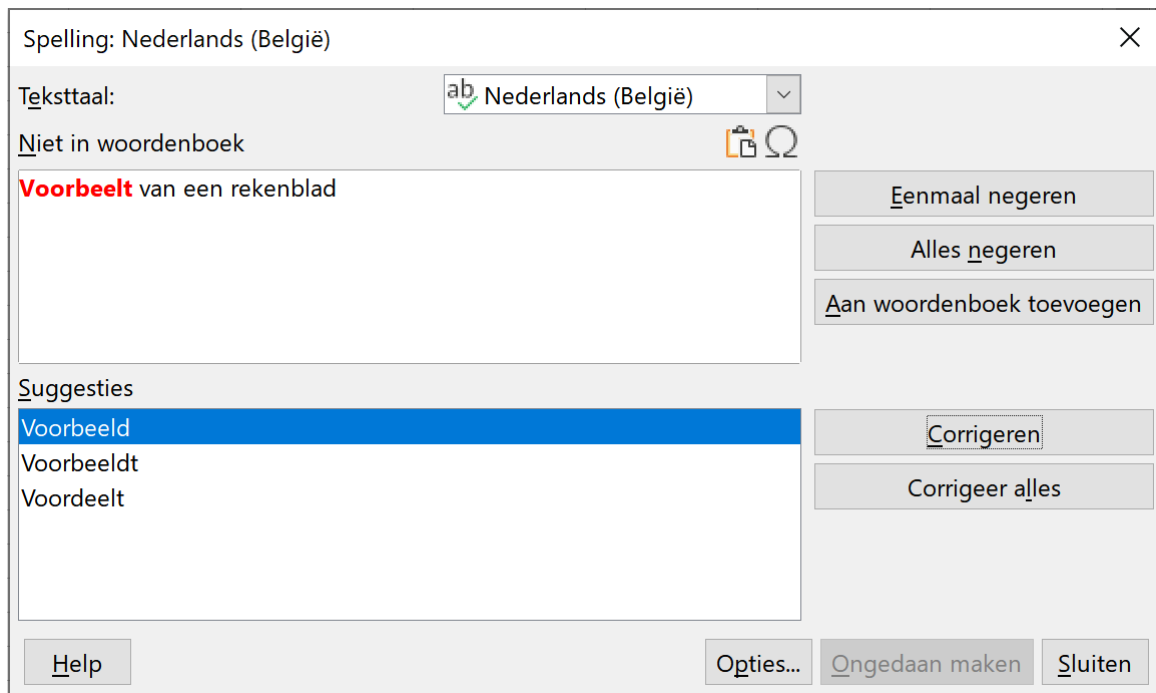 Spelling: Nederlands (België)
Teksttaal:
Nederlands (België)
Niet in woordenboek
Voorbeelt van een rekenblad
Eenmaal negeren
Alles negeren
Aan woordenboek toevoegen
Suggesties
Voorbeeld
Voorbeeldt
Voordeelt
Corrigeren
Corrigeer alles
Help
Opties...
Ongedaan maken
Sluiten